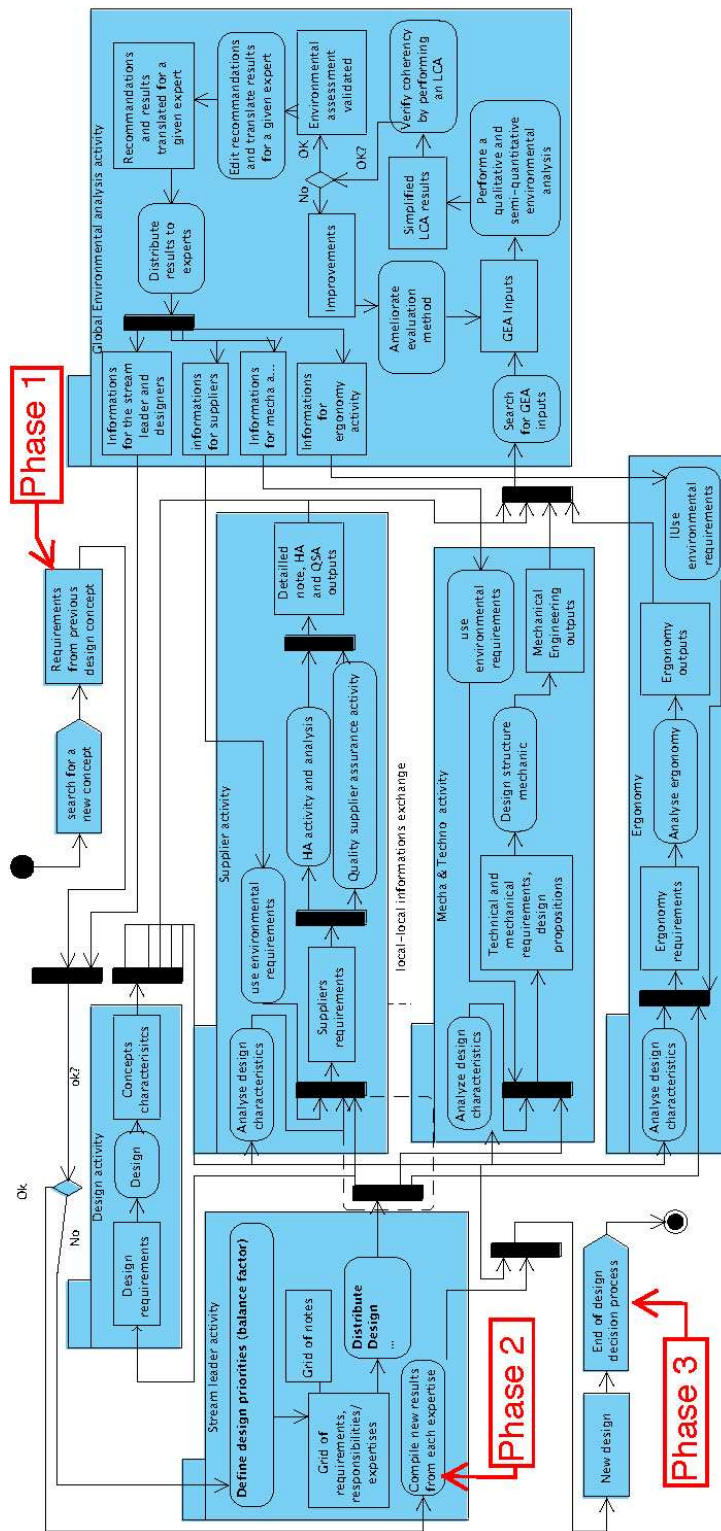 Phase 1
Phase 2
Phase 3
search for a
new concept
Requirements
from previous
design concept
Ok
No
ok?
Design activity
Design
requirements
Design
Concepts
characterisitcs
Stream leader activity
Define design priorities (balance factor)
Grid of notes
Grid of
requirements,
responsibilities/
expertises
Distribute
Design
...
Compile new results
from each expertise
New design
End of design
decision process
Supplier activity
Analyse design
characteristics
use environmental
requirements
Suppliers
requirements
HA activity and analysis
Quality supplier assurance activity
Detailled
note, HA
and QSA
outputs
local-local informations exchange
Mecha & Techno activity
Analyze design
characteristics
Technical and
mechanical
requirements,
design
propositions
Design structure
mechanic
use
environmental
requirements
Mechanical
Engineering
outputs
Ergonomy
Analyse design
characteristics
Ergonomy
requirements
Analyse ergonomy
Ergonomy
outputs
IUse
environmental
requirements
Global Environmental analysis activity
Informations
for the stream
leader and
designers
informations
for suppliers
Informations
for mecha a...
Informations
for
ergonomy
activity
Distribute
results to
experts
Recommandations
and results
translated for a
given expert
Edit recommandations
and translate results
for a given expert
Environmental
assessment
validated
OK
No
OK?
Improvements
Ameliorate
evaluation
method
Verify coherency
by performing
an LCA
Simplified
LCA results
Performe a
qualitative and
semi-quantitative
environmental
analysis
GEA Inputs
Search
for GEA
inputs